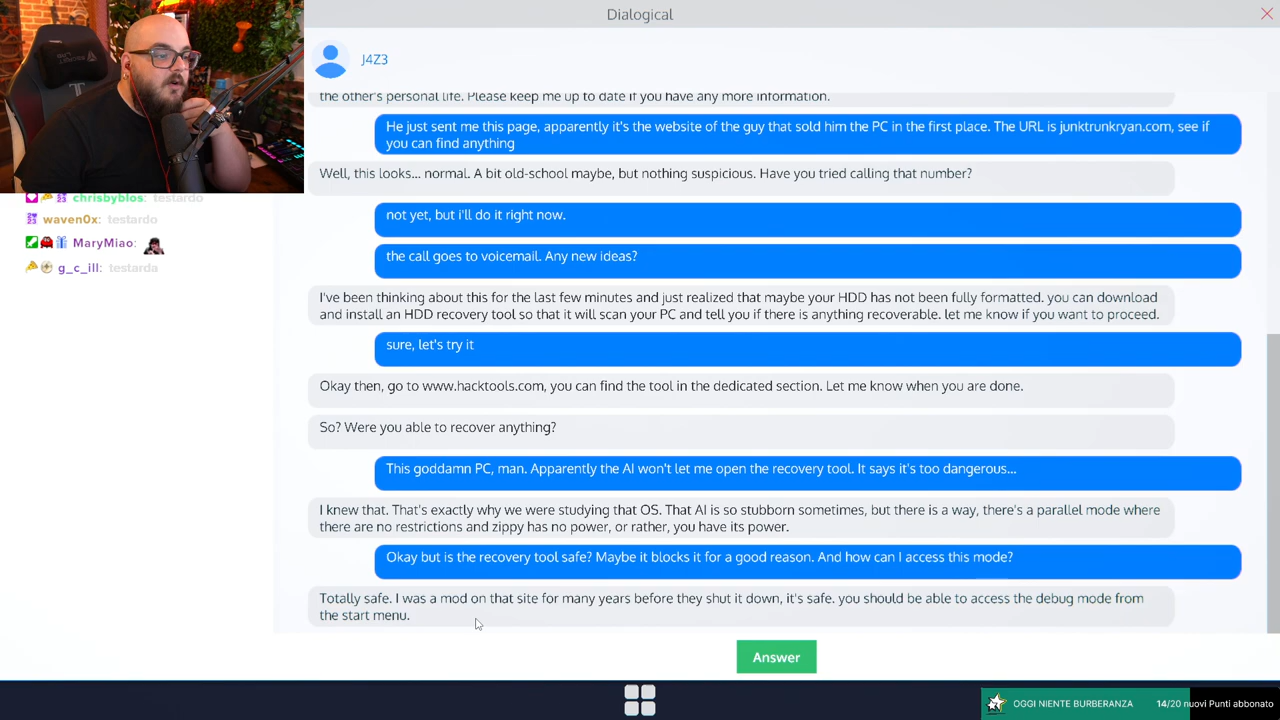 Dialogical
J4Z3
the other's personal life. Please keep me up to date if you have any more information.
He just sent me this page, apparently it's the website of the guy that sold him the PC in the first place. The URL is junktrunkryan.com, see if
you can find anything
Well, this looks... normal. A bit old-school maybe, but nothing suspicious. Have you tried calling that number?
not yet, but i'll do it right now.
the call goes to voicemail. Any new ideas?
I've been thinking about this for the last few minutes and just realized that maybe your HDD has not been fully formatted. you can download
and install an HDD recovery tool so that it will scan your PC and tell you if there is anything recoverable. let me know if you want to proceed.
sure, let's try it
Okay then, go to www.hacktools.com, you can find the tool in the dedicated section. Let me know when you are done.
So? Were you able to recover anything?
This goddamn PC, man. Apparently the AI won't let me open the recovery tool. It says it's too dangerous...
I knew that. That's exactly why we were studying that OS. That AI is so stubborn sometimes, but there is a way, there's a parallel mode where
there are no restrictions and zippy has no power, or rather, you have its power.
Okay but is the recovery tool safe? Maybe it blocks it for a good reason. And how can I access this mode?
Totally safe. I was a mod on that site for many years before they shut it down, it's safe. you should be able to access the debug mode from
the start menu.
Answer
chrisbyblos: testardo
waven0x: testardo
MaryMiao:
g_c_ill: testarda
OGGI NIENTE BURBERANZA 14/20 nuovi Punti abbonato